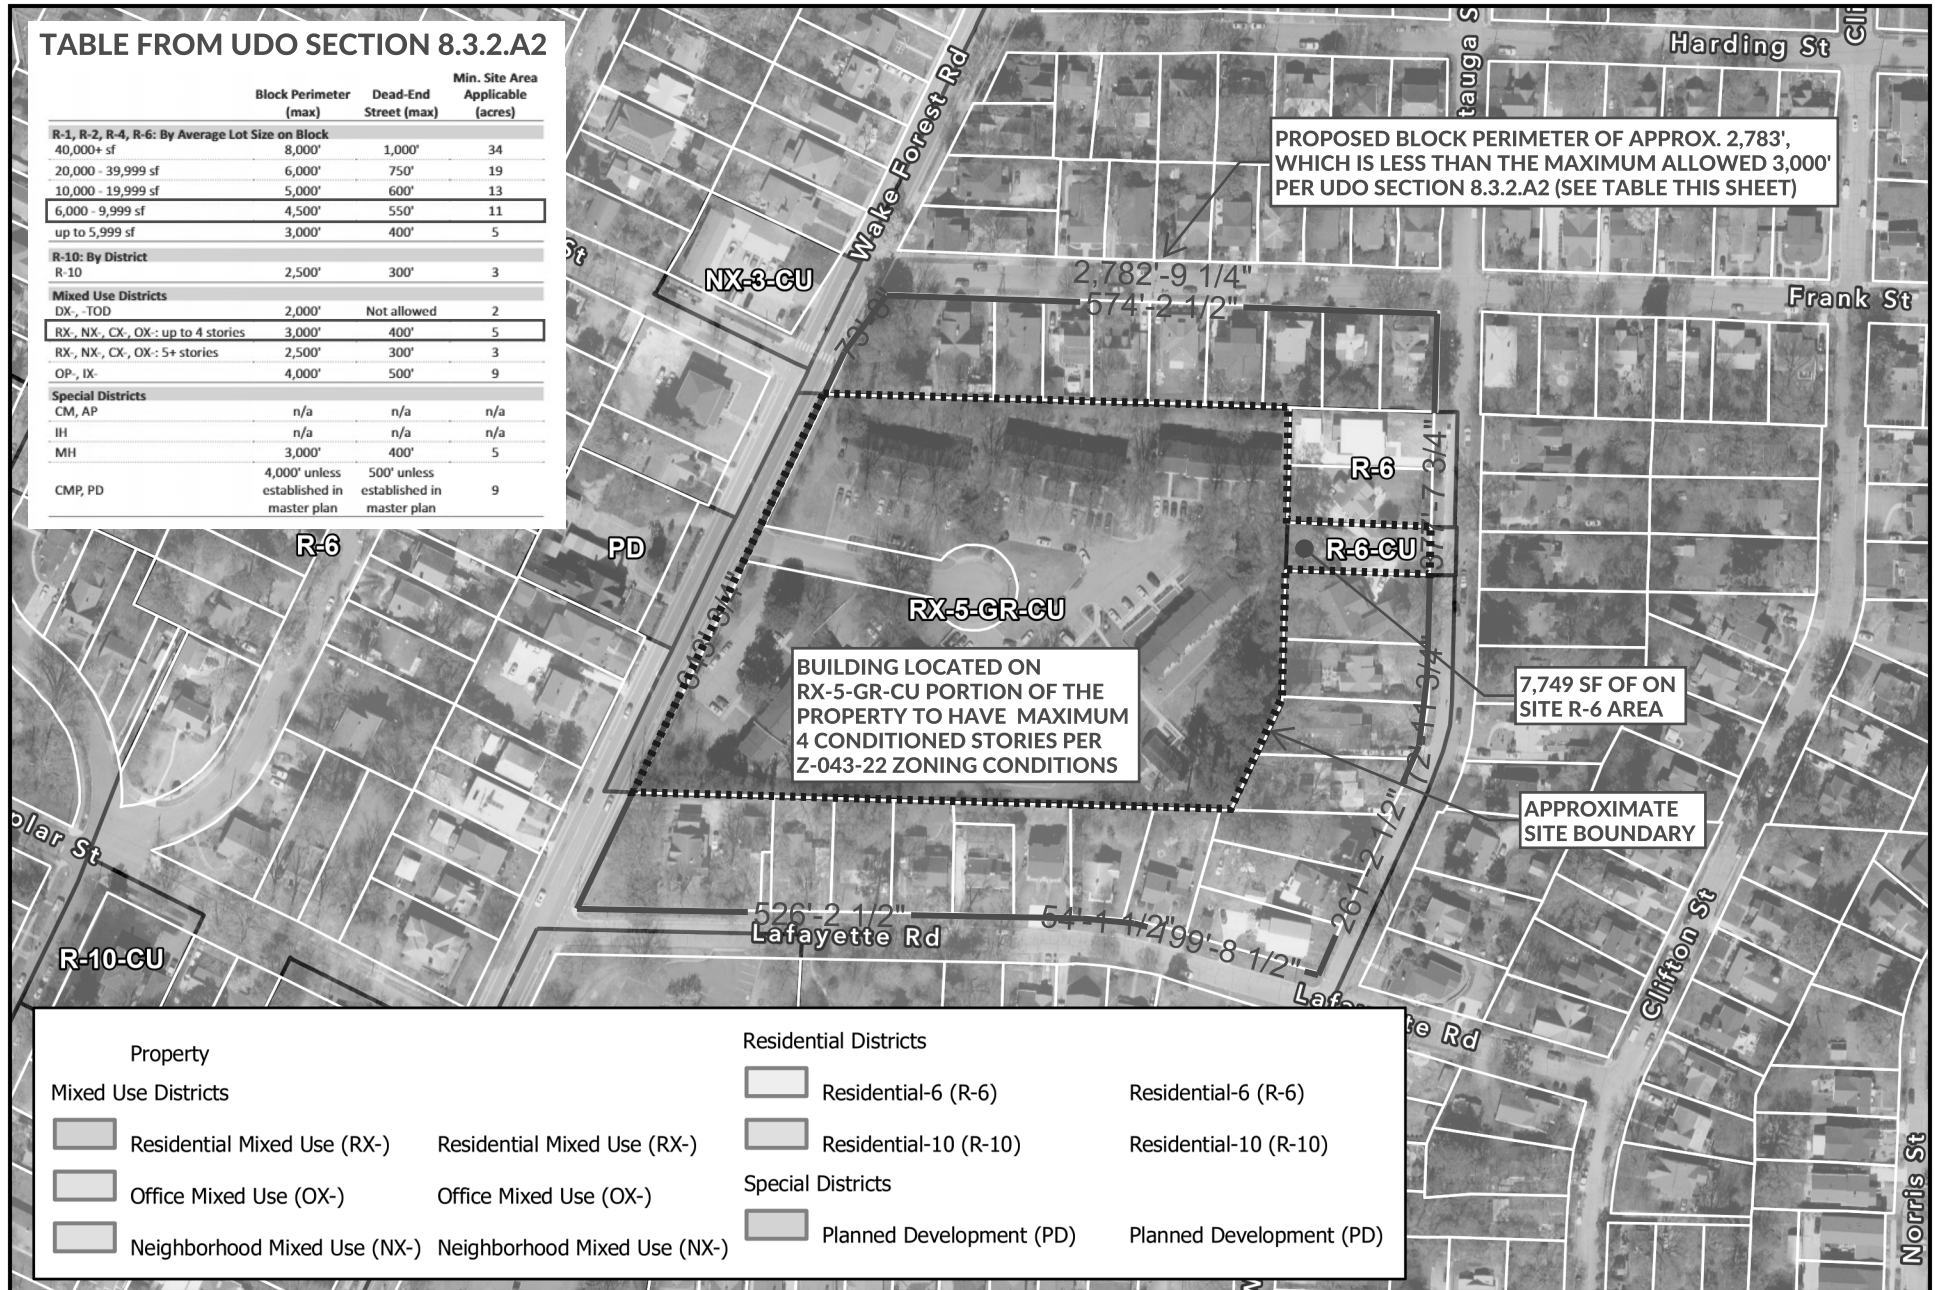 TABLE FROM UDO SECTION 8.3.2.A2
Block Perimeter (max) Dead-End Street (max) Min. Site Area Applicable (acres)
R-1, R-2, R-4, R-6: By Average Lot Size on Block
40,000+ sf 8,000' 1,000' 34
20,000 - 39,999 sf 6,000' 750' 19
10,000 - 19,999 sf 5,000' 600' 13
6,000 - 9,999 sf 4,500' 550' 11
up to 5,999 sf 3,000' 400' 5
R-10: By District
R-10 2,500' 300' 3
Mixed Use Districts
DX-, -TOD 2,000' Not allowed 2
RX-, NX-, CX-, OX-: up to 4 stories 3,000' 400' 5
RX-, NX-, CX-, OX-: 5+ stories 2,500' 300' 3
OP-, IX- 4,000' 500' 9
Special Districts
CM, AP n/a n/a n/a
IH n/a n/a n/a
MH 3,000' 400' 5
CMP, PD 4,000' unless established in master plan 500' unless established in master plan 9
Harding St
Wake Forest Rd
PROPOSED BLOCK PERIMETER OF APPROX. 2,783',
WHICH IS LESS THAN THE MAXIMUM ALLOWED 3,000'
PER UDO SECTION 8.3.2.A2 (SEE TABLE THIS SHEET)
St
NX-3-CU
2,782'-9 1/4"
574'-2 1/2"
Frank St
R-6
R-6-CU
R-6
PD
RX-5-GR-CU
BUILDING LOCATED ON
RX-5-GR-CU PORTION OF THE
PROPERTY TO HAVE MAXIMUM
4 CONDITIONED STORIES PER
Z-043-22 ZONING CONDITIONS
7,749 SF OF ON
SITE R-6 AREA
APPROXIMATE
SITE BOUNDARY
261'-2 1/2"
olar St
526'-2 1/2"
54'-1 1/2"
199'-8 1/2"
Lafayette Rd
R-10-CU
Clifton St
te Rd
Norris St
Property
Mixed Use Districts
Residential Mixed Use (RX-) Residential Mixed Use (RX-)
Office Mixed Use (OX-) Office Mixed Use (OX-)
Neighborhood Mixed Use (NX-) Neighborhood Mixed Use (NX-)
Residential Districts
Residential-6 (R-6) Residential-6 (R-6)
Residential-10 (R-10) Residential-10 (R-10)
Special Districts
Planned Development (PD) Planned Development (PD)